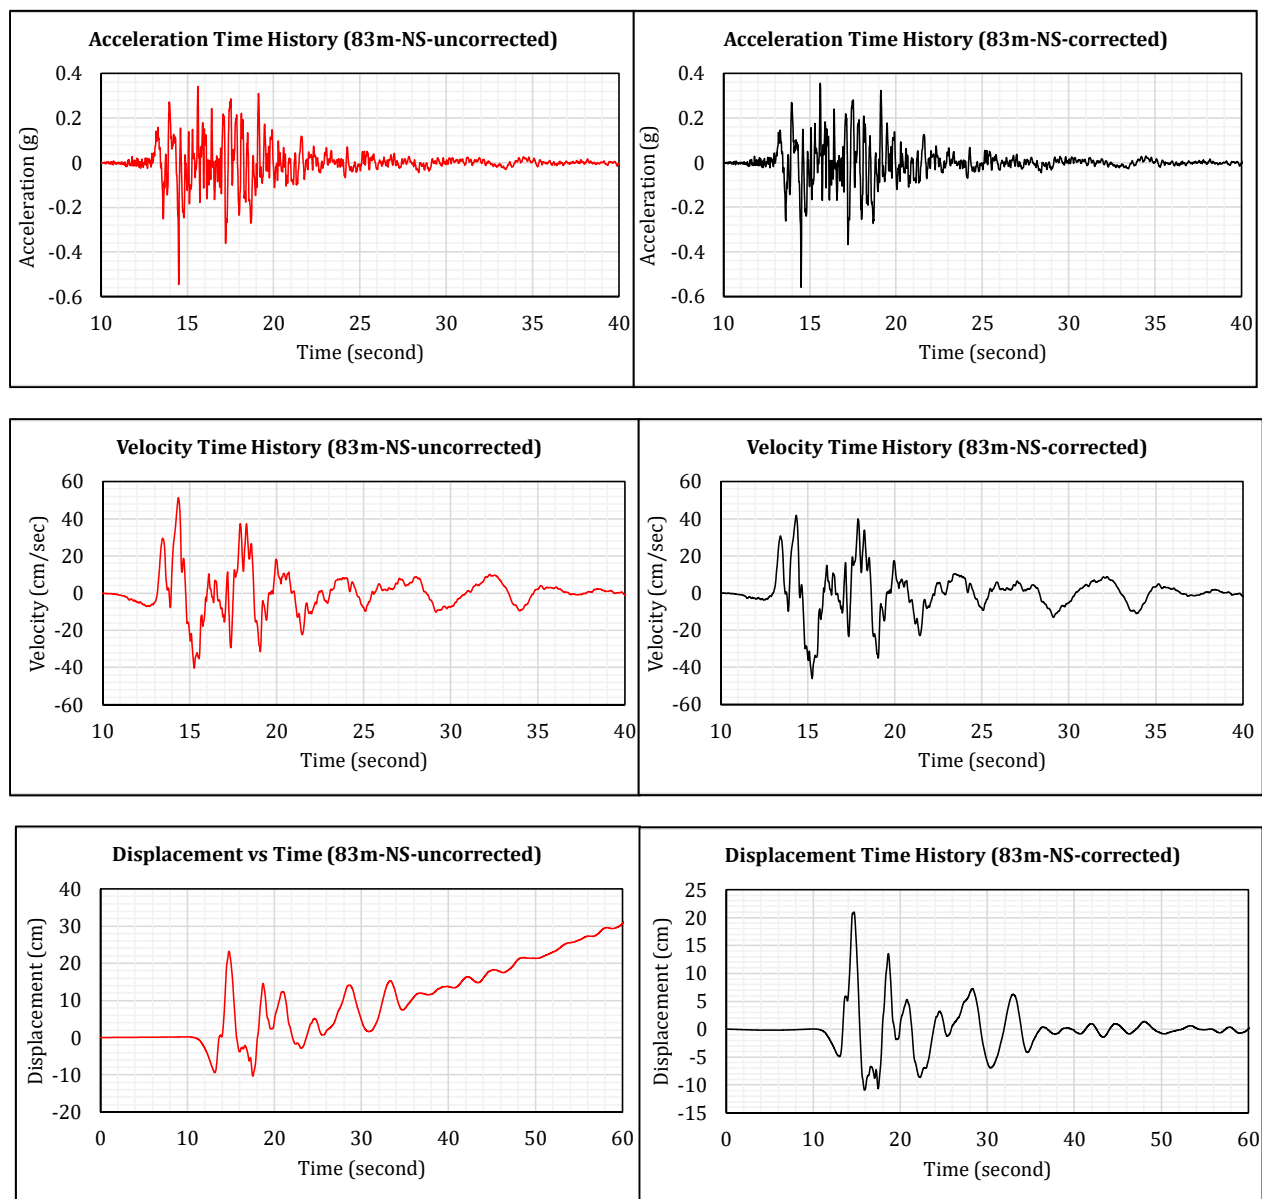 Acceleration Time History (83m-NS-uncorrected)
Acceleration (g)
0.4
0.2
0
-0.2
-0.4
-0.6
10 15 20 25 30 35 40
Time (second)
Acceleration Time History (83m-NS-corrected)
Acceleration (g)
0.4
0.2
0
-0.2
-0.4
-0.6
10 15 20 25 30 35 40
Time (second)
Velocity Time History (83m-NS-uncorrected)
Velocity (cm/sec)
60
40
20
0
-20
-40
-60
10 15 20 25 30 35 40
Time (second)
Velocity Time History (83m-NS-corrected)
Velocity (cm/sec)
60
40
20
0
-20
-40
-60
10 15 20 25 30 35 40
Time (second)
Displacement vs Time (83m-NS-uncorrected)
Displacement (cm)
40
30
20
10
0
-10
-20
0 10 20 30 40 50 60
Time (second)
Displacement Time History (83m-NS-corrected)
Displacement (cm)
25
20
15
10
5
0
-5
-10
-15
0 10 20 30 40 50 60
Time (second)